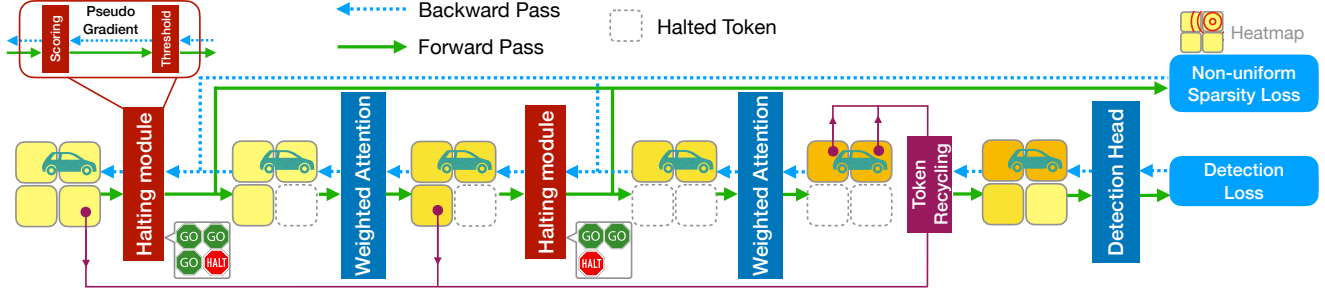 Scoring
Pseudo
Gradient
Threshold
Backward Pass
Forward Pass
Halted Token
Heatmap
Non-uniform
Sparsity Loss
Halting module
Weighted Attention
Halting module
Weighted Attention
Token
Recycling
Detection Head
Detection
Loss
GO GO
GO HALT
GO GO
HALT